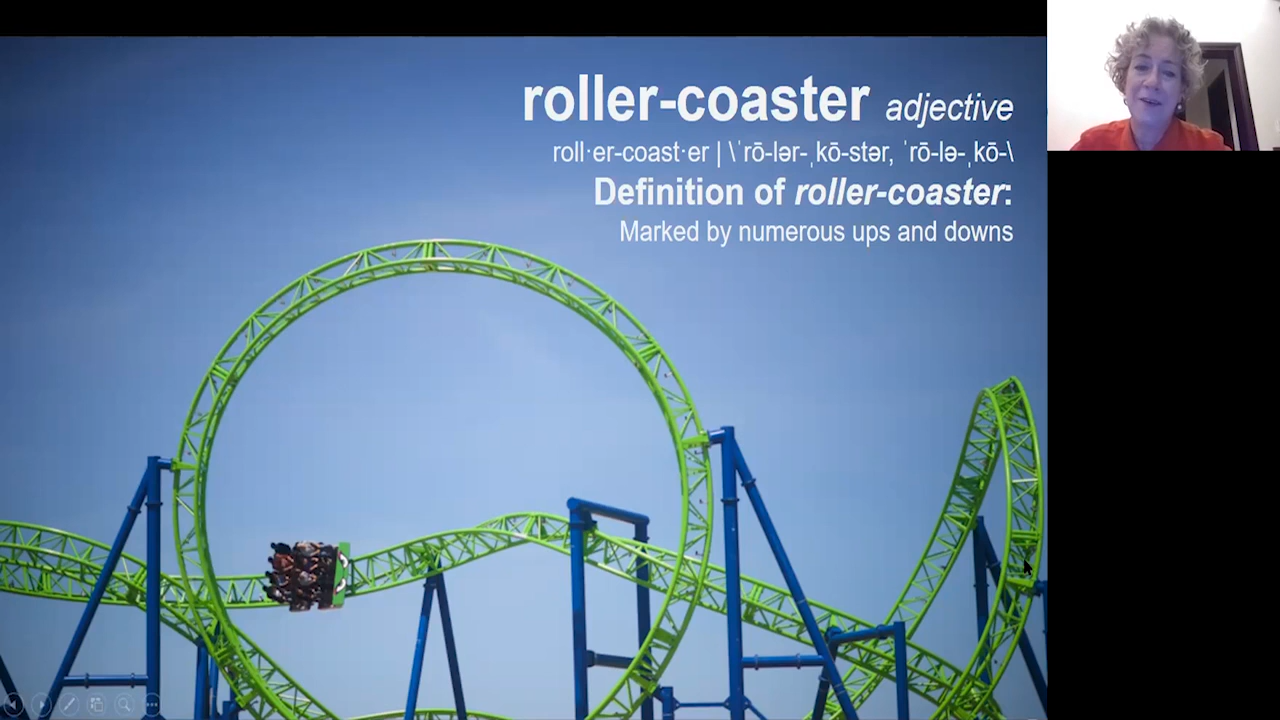 roller-coaster adjective
roll·er-coast·er | \ˈrō-lər-ˌkō-stər, ˈrō-lə-ˌkō-\
Definition of roller-coaster:
Marked by numerous ups and downs